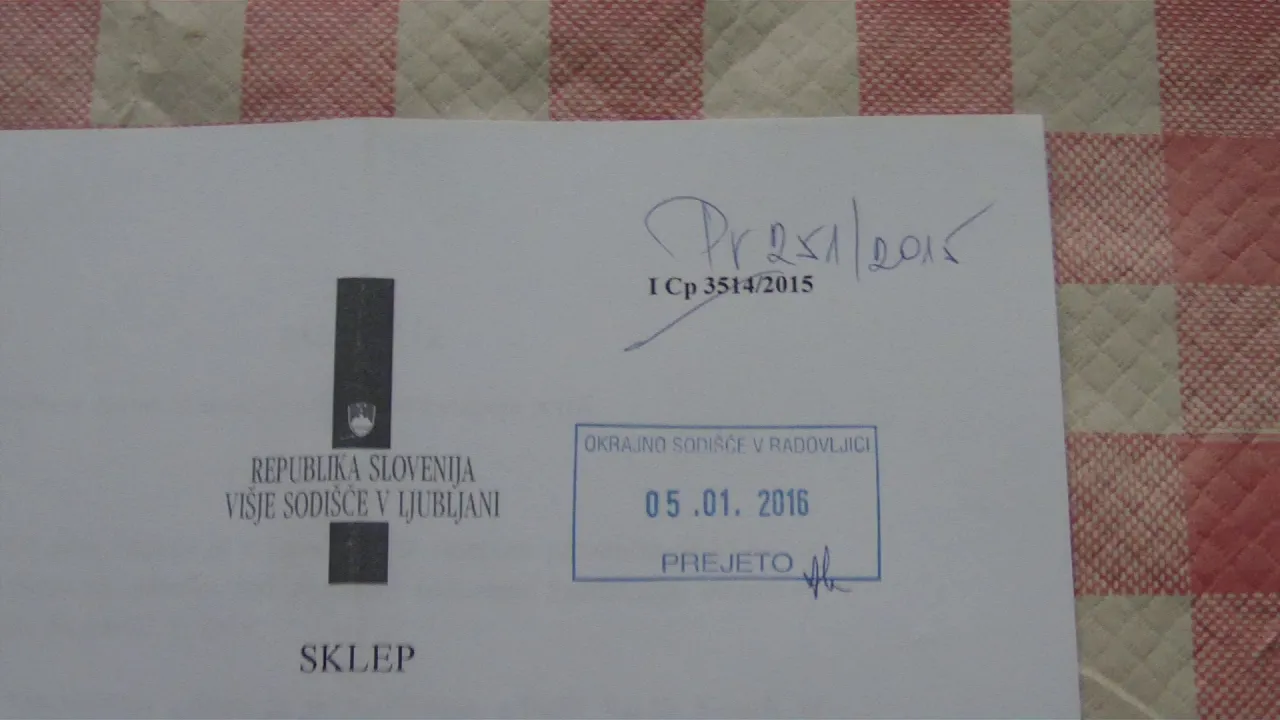 Pr 251/2015
I Cp 3514/2015
REPUBLIKA SLOVENIJA
VIŠJE SODIŠČE V LJUBLJANI
OKRAJNO SODIŠČE V RADOVLJICI
05.01. 2016
PREJETO
SKLEP